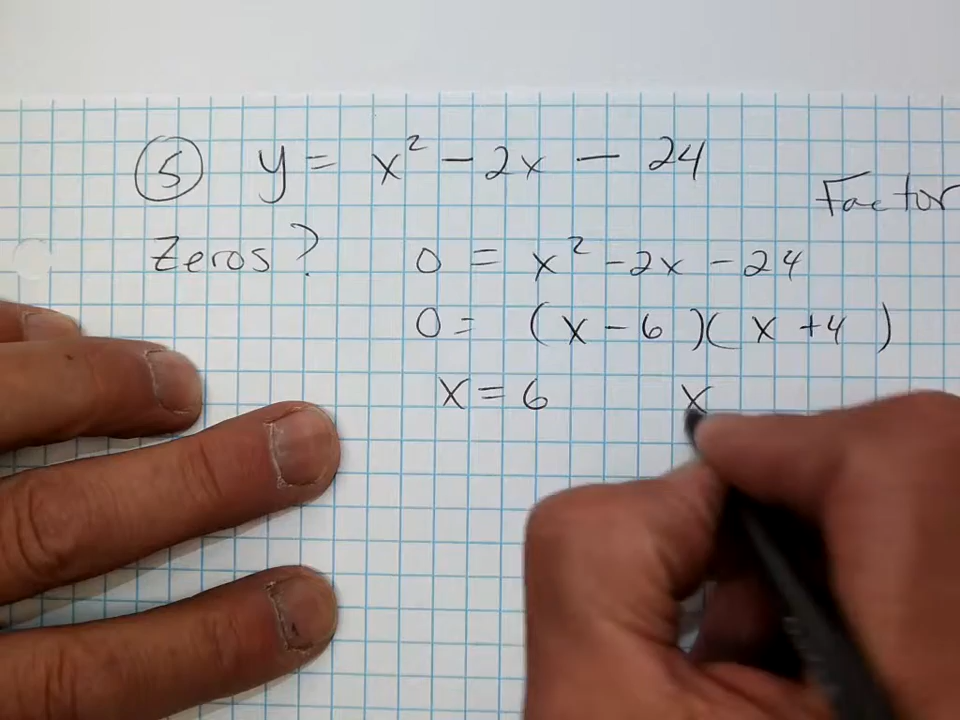 ⑤ y = x² - 2x - 24
Factor
Zeros? 0 = x² - 2x - 24
0 = (x - 6)(x + 4)
x = 6 x